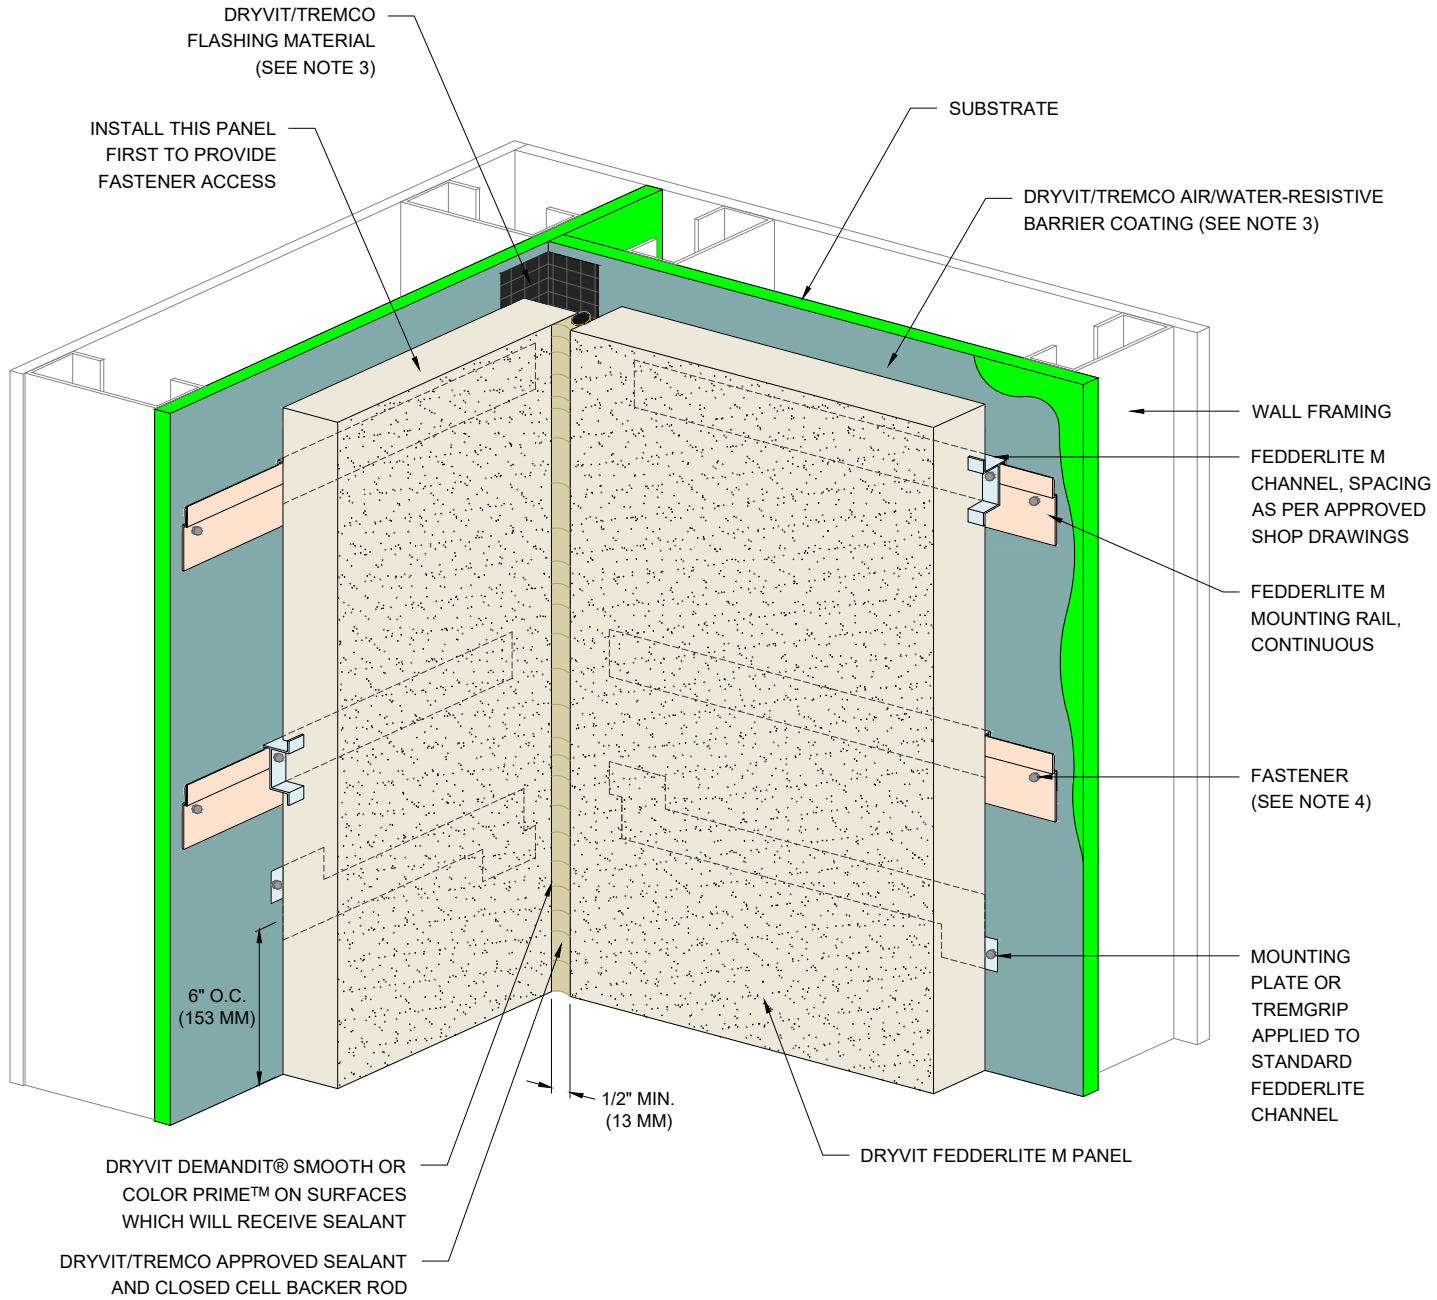 DRYVIT/TREMCO
FLASHING MATERIAL
(SEE NOTE 3)
INSTALL THIS PANEL
FIRST TO PROVIDE
FASTENER ACCESS
SUBSTRATE
DRYVIT/TREMCO AIR/WATER-RESISTIVE
BARRIER COATING (SEE NOTE 3)
WALL FRAMING
FEDDERLITE M
CHANNEL, SPACING
AS PER APPROVED
SHOP DRAWINGS
FEDDERLITE M
MOUNTING RAIL,
CONTINUOUS
FASTENER
(SEE NOTE 4)
MOUNTING
PLATE OR
TREMGRIP
APPLIED TO
STANDARD
FEDDERLITE
CHANNEL
6" O.C.
(153 MM)
1/2" MIN.
(13 MM)
DRYVIT FEDDERLITE M PANEL
DRYVIT DEMANDIT® SMOOTH OR
COLOR PRIME™ ON SURFACES
WHICH WILL RECEIVE SEALANT
DRYVIT/TREMCO APPROVED SEALANT
AND CLOSED CELL BACKER ROD